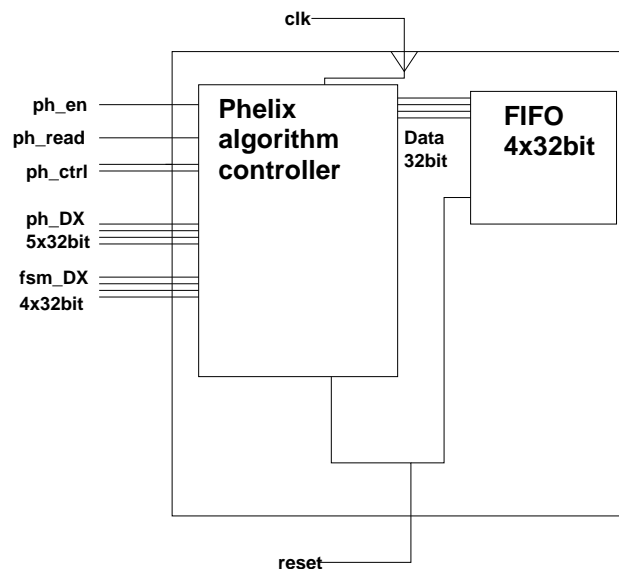 clk
ph_en
ph_read
ph_ctrl
ph_DX
5x32bit
fsm_DX
4x32bit
Phelix
algorithm
controller
Data
32bit
FIFO
4x32bit
reset